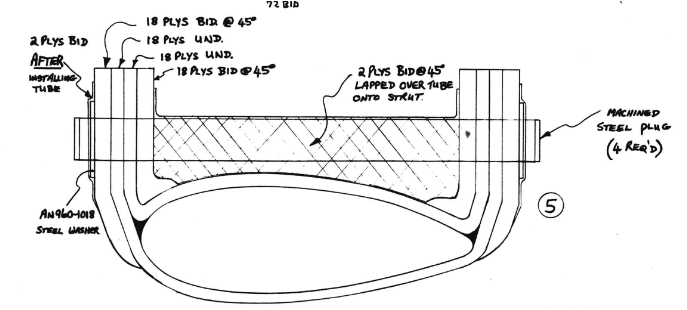 72 BID
18 PLYS BID @ 45°
18 PLYS UND.
18 PLYS UND.
18 PLYS BID @ 45°
2 PLYS BID
AFTER
INSTALLING
TUBE
2 PLYS BID @ 45°
LAPPED OVER TUBE
ONTO STRUT.
MACHINED
STEEL PLUG
(4 REQ'D)
AN960-1018
STEEL WASHER
5